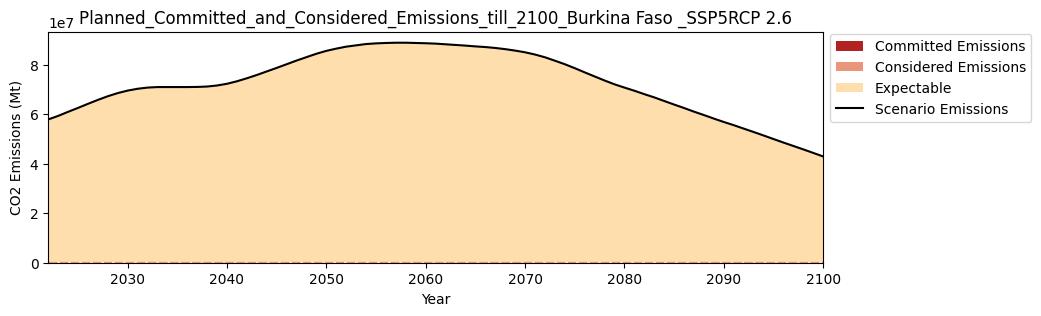 Planned_Committed_and_Considered_Emissions_till_2100_Burkina Faso _SSP5RCP 2.6
1e7
8
6
4
2
0
CO2 Emissions (Mt)
2030 2040 2050 2060 2070 2080 2090 2100
Year
Committed Emissions
Considered Emissions
Expectable
Scenario Emissions